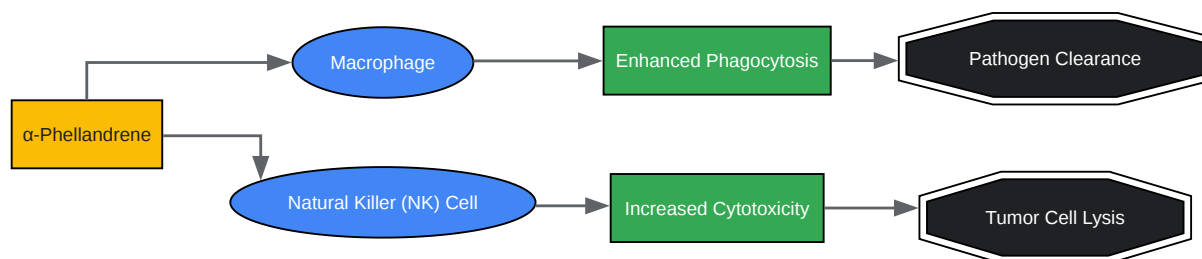 Macrophage
Enhanced Phagocytosis
Pathogen Clearance
α-Phellandrene
Natural Killer (NK) Cell
Increased Cytotoxicity
Tumor Cell Lysis